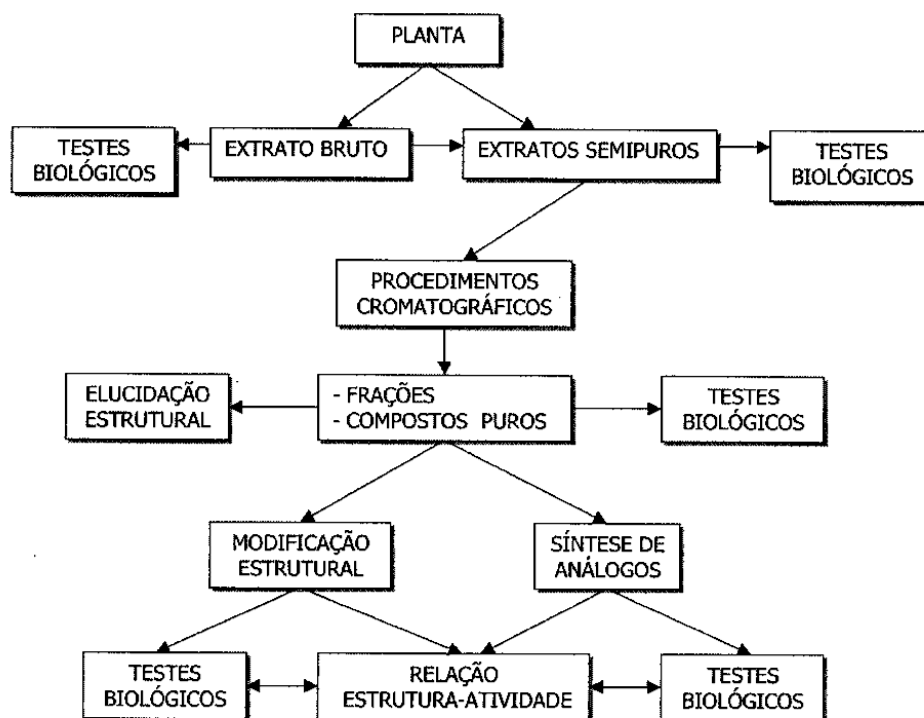 PLANTA
TESTES
BIOLÓGICOS
EXTRATO BRUTO
EXTRATOS SEMIPUROS
TESTES
BIOLÓGICOS
PROCEDIMENTOS
CROMATOGRÁFICOS
ELUCIDAÇÃO
ESTRUTURAL
- FRAÇÕES
- COMPOSTOS PUROS
TESTES
BIOLÓGICOS
MODIFICAÇÃO
ESTRUTURAL
SÍNTESE DE
ANÁLOGOS
TESTES
BIOLÓGICOS
RELAÇÃO
ESTRUTURA-ATIVIDADE
TESTES
BIOLÓGICOS